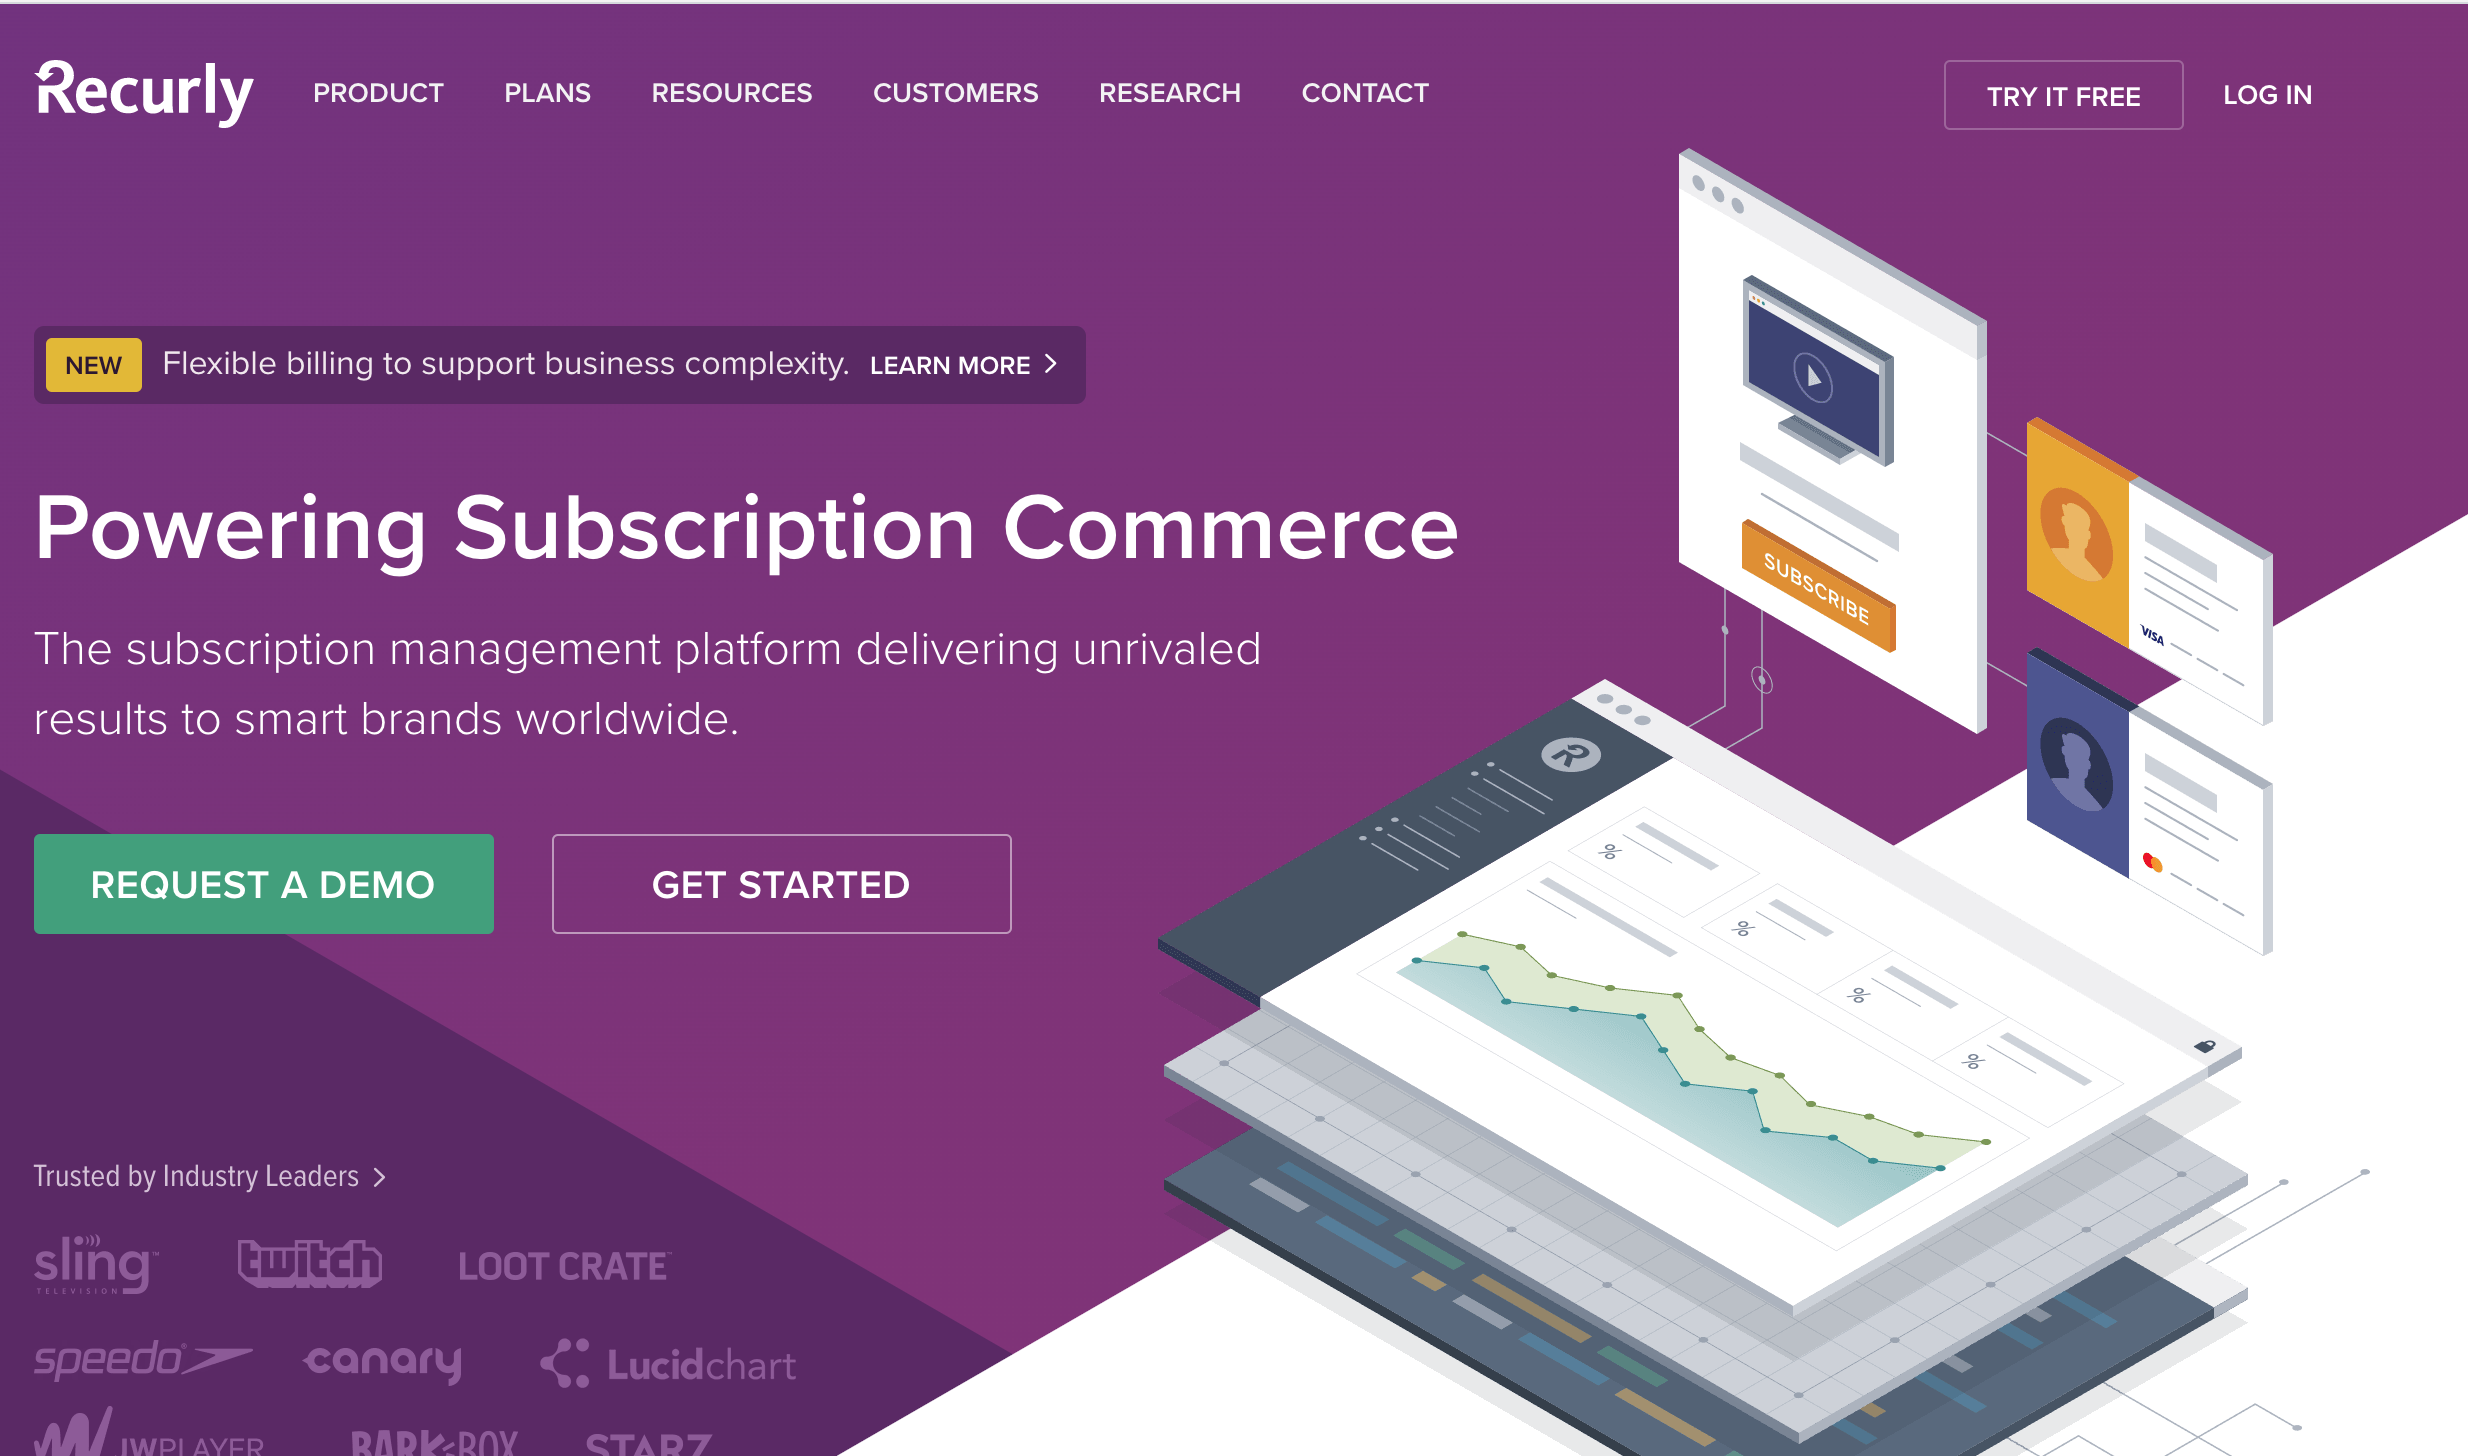 Recurly PRODUCT PLANS RESOURCES CUSTOMERS RESEARCH CONTACT TRY IT FREE LOG IN
NEW Flexible billing to support business complexity. LEARN MORE
Powering Subscription Commerce
The subscription management platform delivering unrivaled
results to smart brands worldwide.
REQUEST A DEMO GET STARTED
SUBSCRIBE
VISA
R
%
%
%
%
Trusted by Industry Leaders
sling™
TELEVISION
twitch
LOOT CRATE™
speedo®
canary
Lucidchart
JWPLAYER
BARKBOX
STARZ